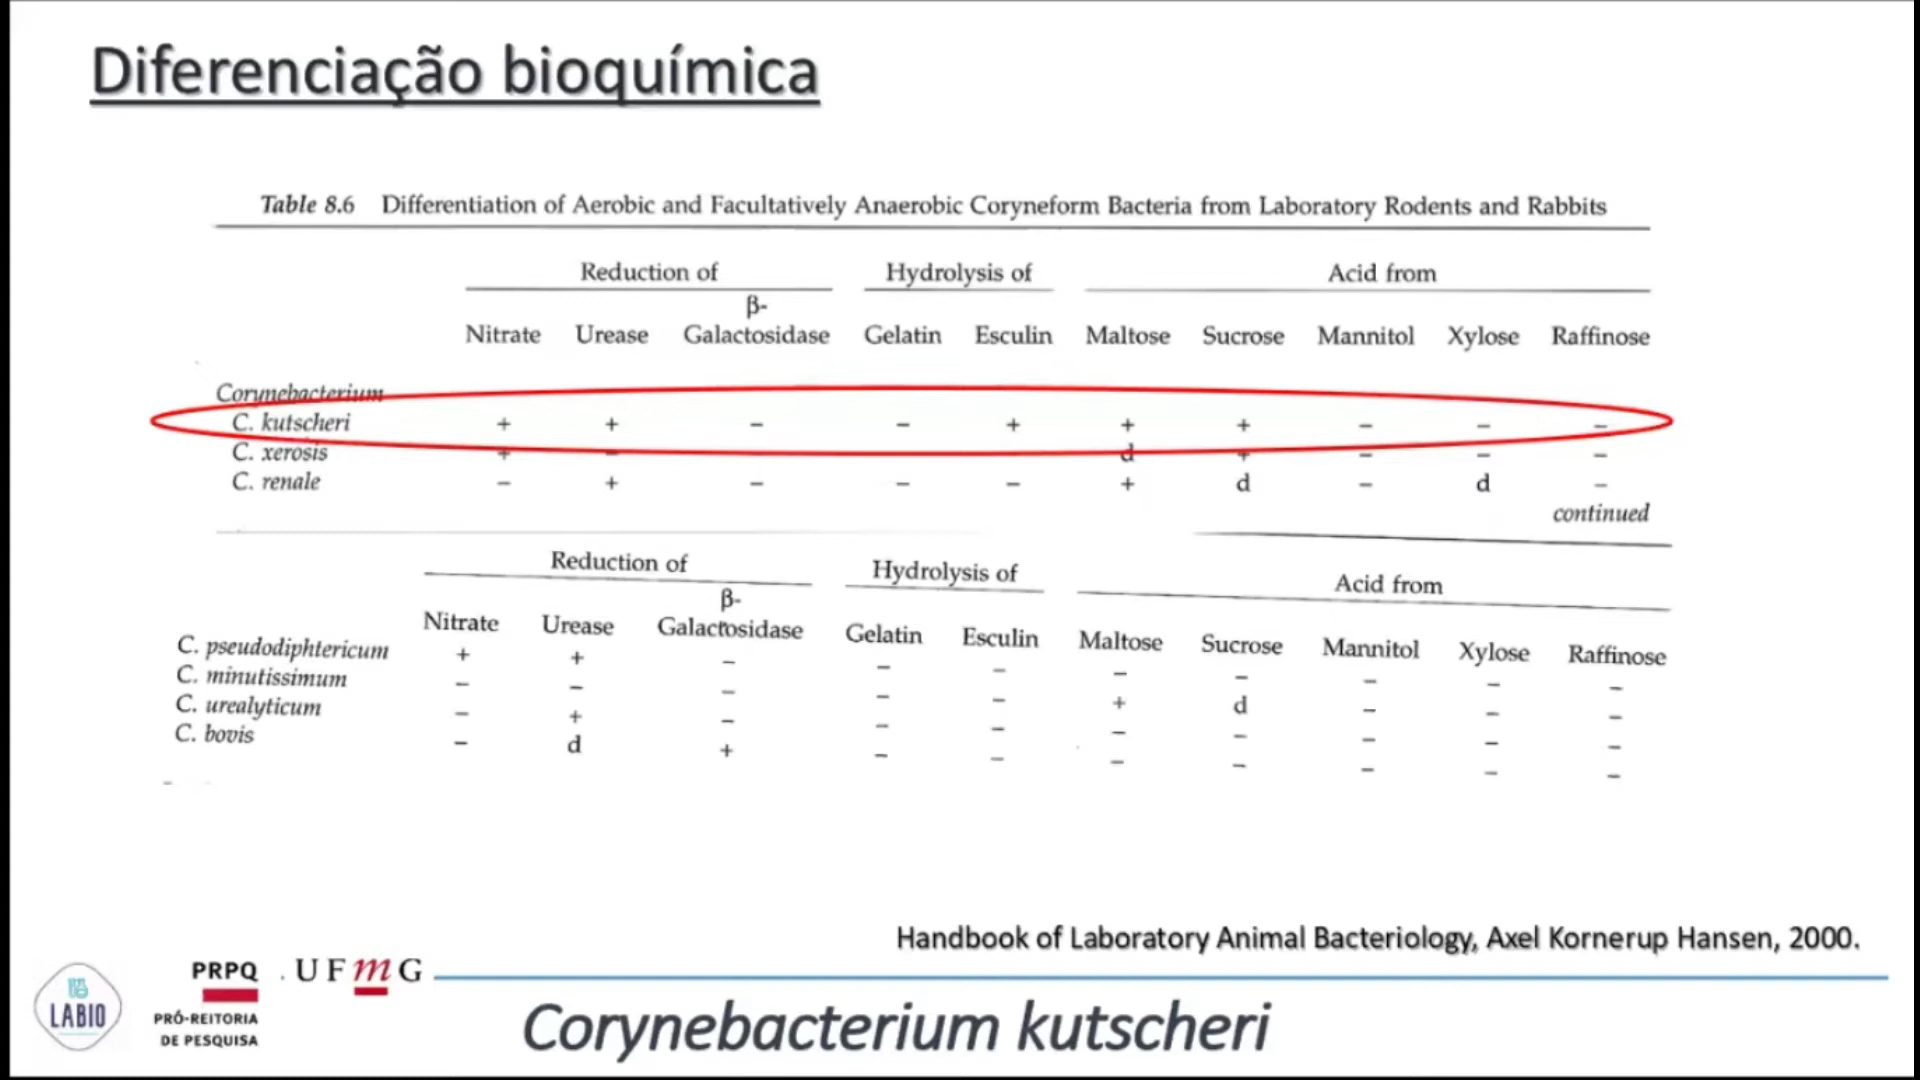 Diferenciação bioquímica
Table 8.6 Differentiation of Aerobic and Facultatively Anaerobic Coryneform Bacteria from Laboratory Rodents and Rabbits
Reduction of Hydrolysis of Acid from
β-
Nitrate Urease Galactosidase Gelatin Esculin Maltose Sucrose Mannitol Xylose Raffinose
Corynebacterium
C. kutscheri + + − − + + + − − −
C. xerosis + − d + − − −
C. renale − + − − − + d − d −
continued
Reduction of Hydrolysis of Acid from
β-
Nitrate Urease Galactosidase Gelatin Esculin Maltose Sucrose Mannitol Xylose Raffinose
C. pseudodiphtericum + + − − − − − − − −
C. minutissimum − − − − − + d − − −
C. urealyticum − + − − − − − − − −
C. bovis − d + − − − − − − −
Handbook of Laboratory Animal Bacteriology, Axel Kornerup Hansen, 2000.
LABIO
PRPQ
PRÓ-REITORIA
DE PESQUISA
UFmG
Corynebacterium kutscheri